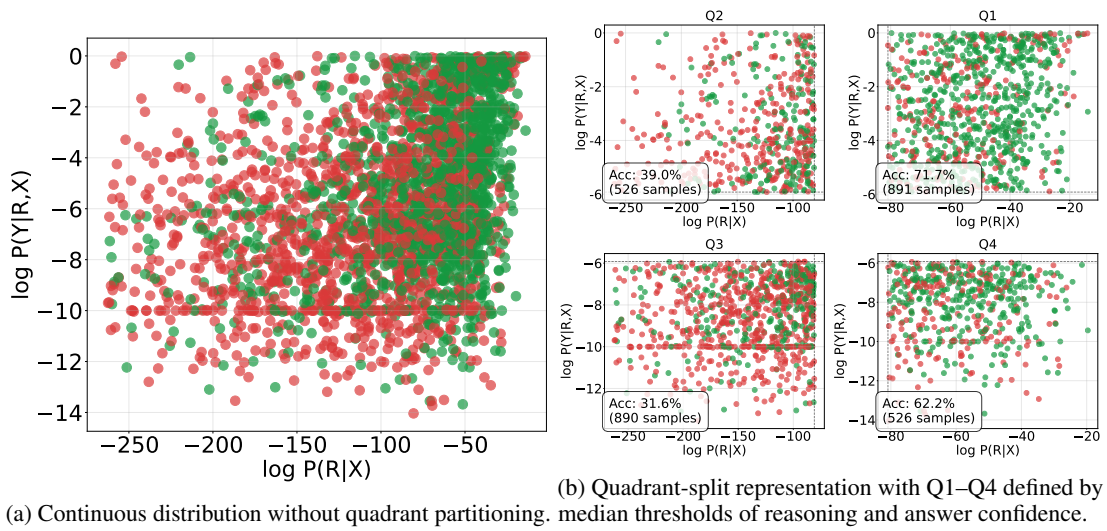 0
−2
−4
−6
−8
−10
−12
−14
log P(Y|R,X)
−250 −200 −150 −100 −50
log P(R|X)
Q2
0
−2
−4
−6
log P(Y|R,X)
Acc: 39.0%
(526 samples)
−250 −200 −150 −100
log P(R|X)
Q1
0
−2
−4
−6
log P(Y|R,X)
Acc: 71.7%
(891 samples)
−80 −60 −40 −20
log P(R|X)
Q3
−6
−8
−10
−12
log P(Y|R,X)
Acc: 31.6%
(890 samples)
−250 −200 −150 −100
log P(R|X)
Q4
−6
−8
−10
−12
−14
log P(Y|R,X)
Acc: 62.2%
(526 samples)
−80 −60 −40 −20
log P(R|X)
(a) Continuous distribution without quadrant partitioning.
(b) Quadrant-split representation with Q1–Q4 defined by
median thresholds of reasoning and answer confidence.